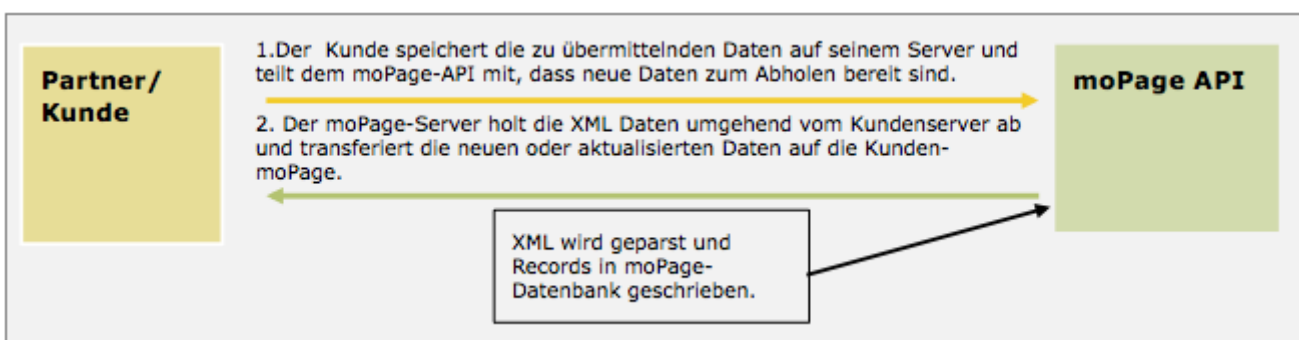 Partner/
Kunde
1.Der Kunde speichert die zu übermittelnden Daten auf seinem Server und
teilt dem moPage-API mit, dass neue Daten zum Abholen bereit sind.
2. Der moPage-Server holt die XML Daten umgehend vom Kundenserver ab
und transferiert die neuen oder aktualisierten Daten auf die Kunden-
moPage.
moPage API
XML wird geparst und
Records in moPage-
Datenbank geschrieben.